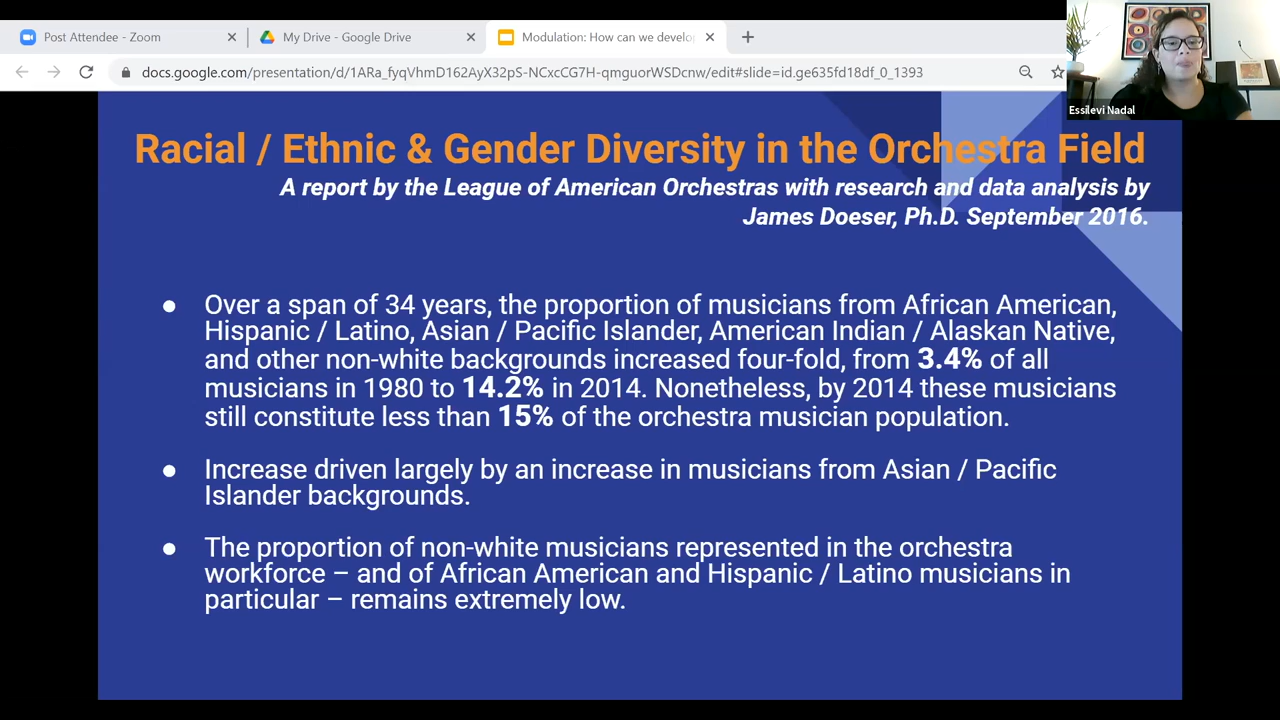 Post Attendee - Zoom
My Drive - Google Drive
Modulation: How can we develo
docs.google.com/presentation/d/1ARa_fyqVhmD162AyX32pS-NCxcCG7H-qmguorWSDcnw/edit#slide=id.ge635fd18df_0_1393
Essilevi Nadal
Racial / Ethnic & Gender Diversity in the Orchestra Field
A report by the League of American Orchestras with research and data analysis by
James Doeser, Ph.D. September 2016.
● Over a span of 34 years, the proportion of musicians from African American,
Hispanic / Latino, Asian / Pacific Islander, American Indian / Alaskan Native,
and other non-white backgrounds increased four-fold, from 3.4% of all
musicians in 1980 to 14.2% in 2014. Nonetheless, by 2014 these musicians
still constitute less than 15% of the orchestra musician population.
● Increase driven largely by an increase in musicians from Asian / Pacific
Islander backgrounds.
● The proportion of non-white musicians represented in the orchestra
workforce – and of African American and Hispanic / Latino musicians in
particular – remains extremely low.